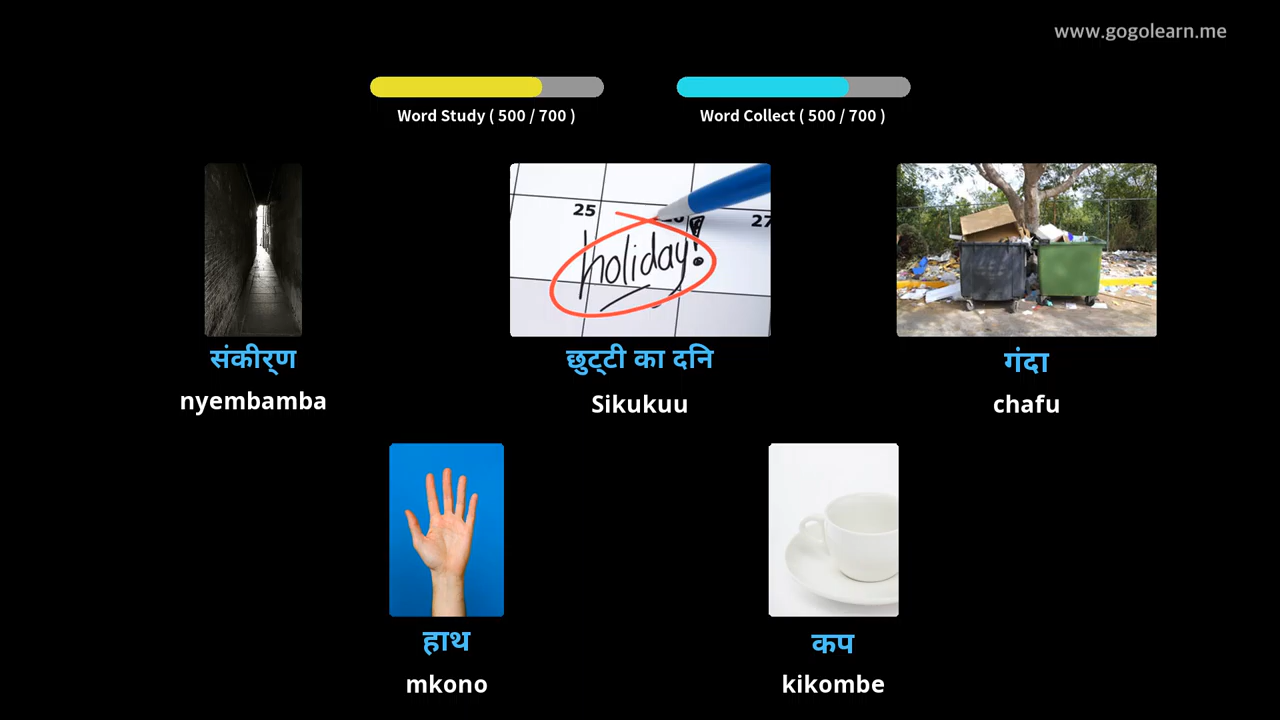 www.gogolearn.me
Word Study ( 500 / 700 )
Word Collect ( 500 / 700 )
25
27
holiday!
संकीर्‌ण
छुट्‌टी का दनि
गंदा
nyembamba
Sikukuu
chafu
हाथ
कप
mkono
kikombe